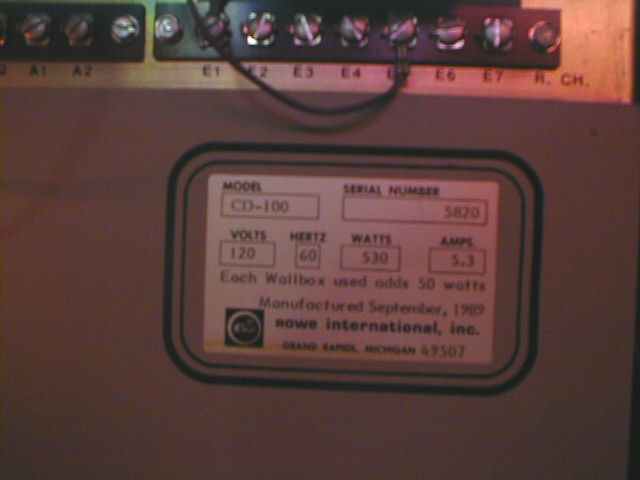 A1 A2 E1 E2 E3 E4 E6 E7 R. CH.
MODEL SERIAL NUMBER
CD-100 5820
VOLTS HERTZ WATTS AMPS.
120 60 530 5.3
Each Wallbox used adds 50 watts
Manufactured September, 1989
Rowe international, inc.
GRAND RAPIDS, MICHIGAN 49507